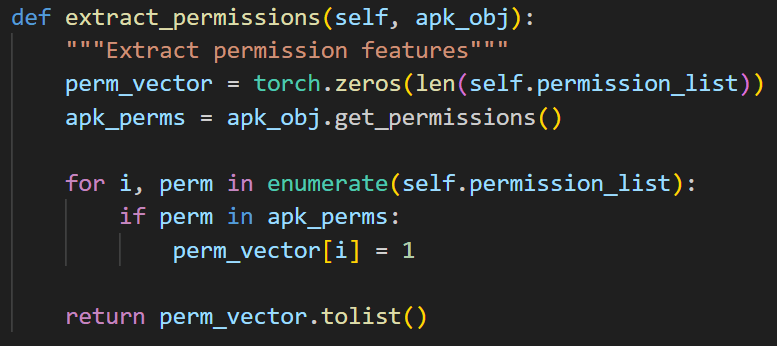 def extract_permissions(self, apk_obj):
    """Extract permission features"""
    perm_vector = torch.zeros(len(self.permission_list))
    apk_perms = apk_obj.get_permissions()

    for i, perm in enumerate(self.permission_list):
        if perm in apk_perms:
            perm_vector[i] = 1

    return perm_vector.tolist()